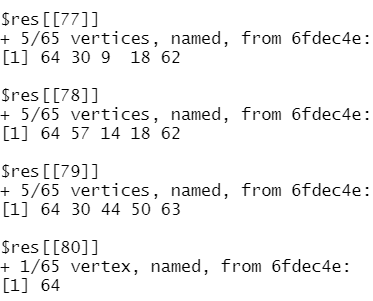 $res[[77]]
+ 5/65 vertices, named, from 6fdec4e:
[1] 64 30 9  18 62
$res[[78]]
+ 5/65 vertices, named, from 6fdec4e:
[1] 64 57 14 18 62
$res[[79]]
+ 5/65 vertices, named, from 6fdec4e:
[1] 64 30 44 50 63
$res[[80]]
+ 1/65 vertex, named, from 6fdec4e:
[1] 64